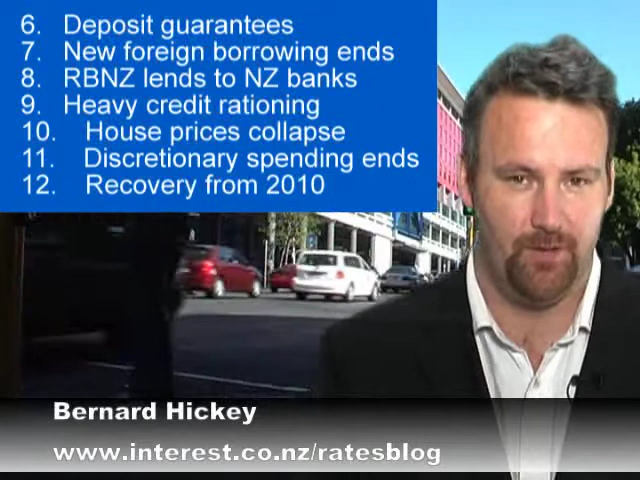 6. Deposit guarantees
7. New foreign borrowing ends
8. RBNZ lends to NZ banks
9. Heavy credit rationing
10. House prices collapse
11. Discretionary spending ends
12. Recovery from 2010
Bernard Hickey
www.interest.co.nz/ratesblog